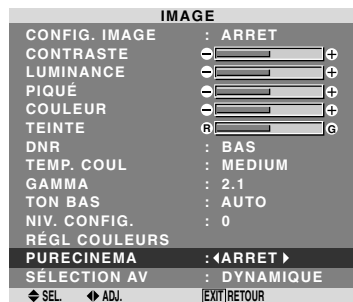 IMAGE
CONFIG. IMAGE : ARRET
CONTRASTE
LUMINANCE
PIQUÉ
COULEUR
TEINTE R G
DNR : BAS
TEMP. COUL : MEDIUM
GAMMA : 2.1
TON BAS : AUTO
NIV. CONFIG. : 0
RÉGL COULEURS
PURECINEMA : ARRET
SÉLECTION AV : DYNAMIQUE
SEL. ADJ. EXIT RETOUR